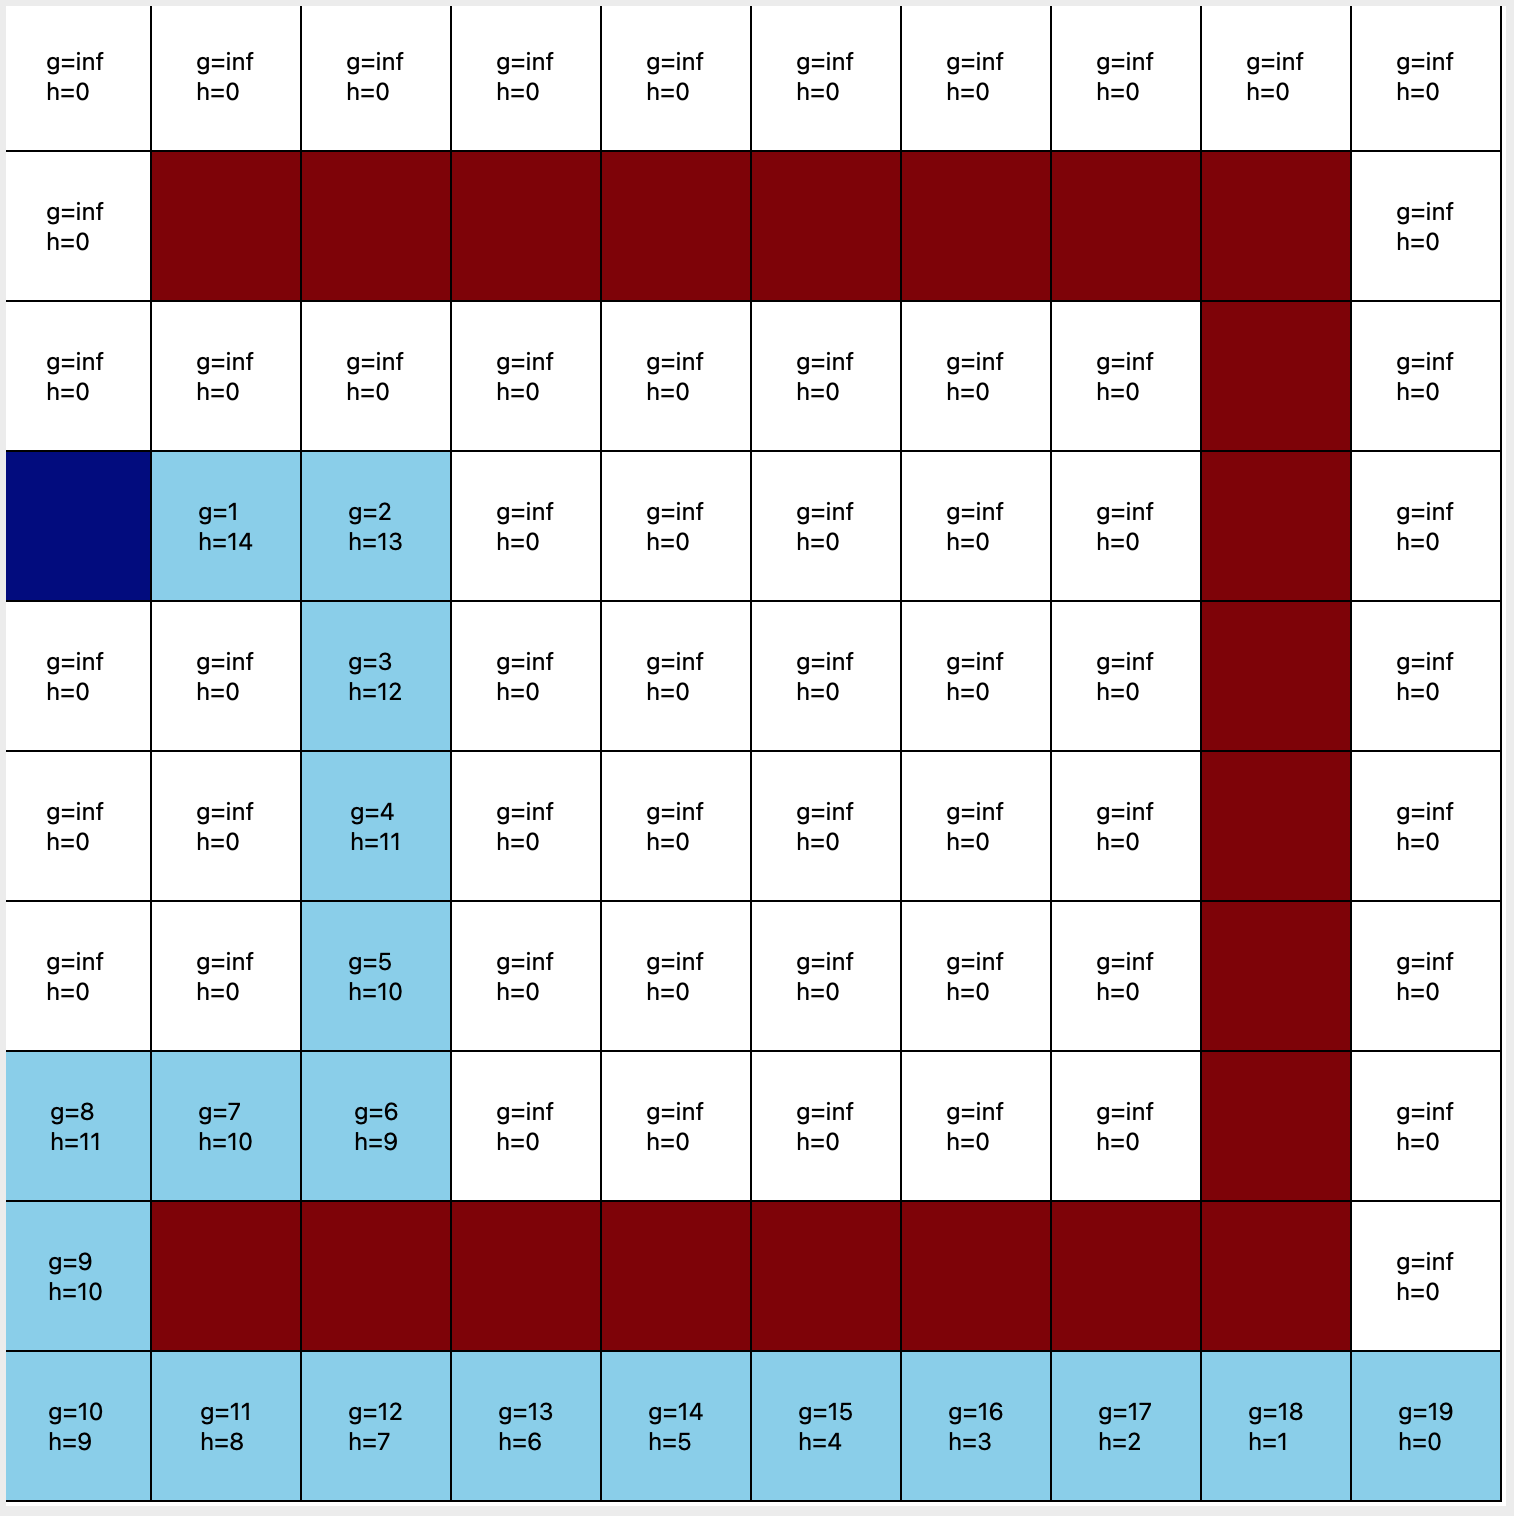 g=inf g=inf g=inf g=inf g=inf g=inf g=inf g=inf g=inf g=inf
h=0 h=0 h=0 h=0 h=0 h=0 h=0 h=0 h=0 h=0
g=inf g=inf
h=0 h=0
g=inf g=inf g=inf g=inf g=inf g=inf g=inf g=inf g=inf
h=0 h=0 h=0 h=0 h=0 h=0 h=0 h=0 h=0
g=1 g=2 g=inf g=inf g=inf g=inf g=inf g=inf
h=14 h=13 h=0 h=0 h=0 h=0 h=0 h=0
g=inf g=inf g=3 g=inf g=inf g=inf g=inf g=inf g=inf
h=0 h=0 h=12 h=0 h=0 h=0 h=0 h=0 h=0
g=inf g=inf g=4 g=inf g=inf g=inf g=inf g=inf g=inf
h=0 h=0 h=11 h=0 h=0 h=0 h=0 h=0 h=0
g=inf g=inf g=5 g=inf g=inf g=inf g=inf g=inf g=inf
h=0 h=0 h=10 h=0 h=0 h=0 h=0 h=0 h=0
g=8 g=7 g=6 g=inf g=inf g=inf g=inf g=inf g=inf
h=11 h=10 h=9 h=0 h=0 h=0 h=0 h=0 h=0
g=9 g=inf
h=10 h=0
g=10 g=11 g=12 g=13 g=14 g=15 g=16 g=17 g=18 g=19
h=9 h=8 h=7 h=6 h=5 h=4 h=3 h=2 h=1 h=0